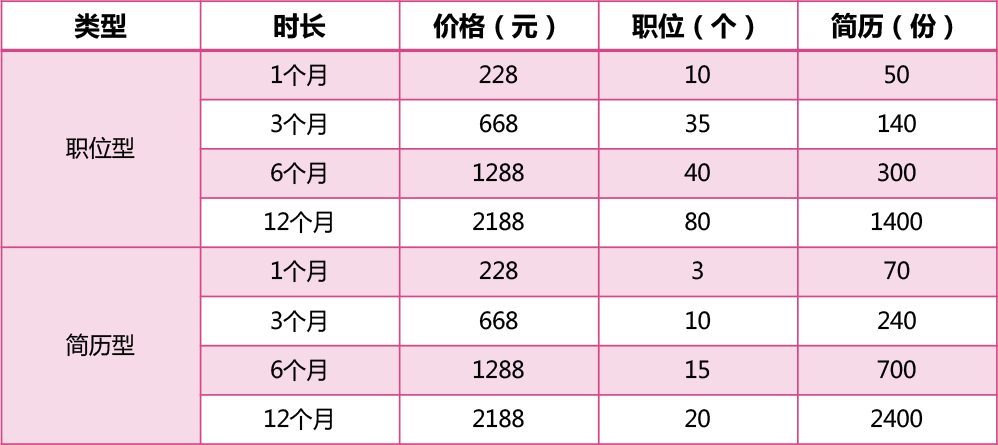 类型 时长 价格（元） 职位（个） 简历（份）
职位型
1个月 228 10 50
3个月 668 35 140
6个月 1288 40 300
12个月 2188 80 1400
简历型
1个月 228 3 70
3个月 668 10 240
6个月 1288 15 700
12个月 2188 20 2400